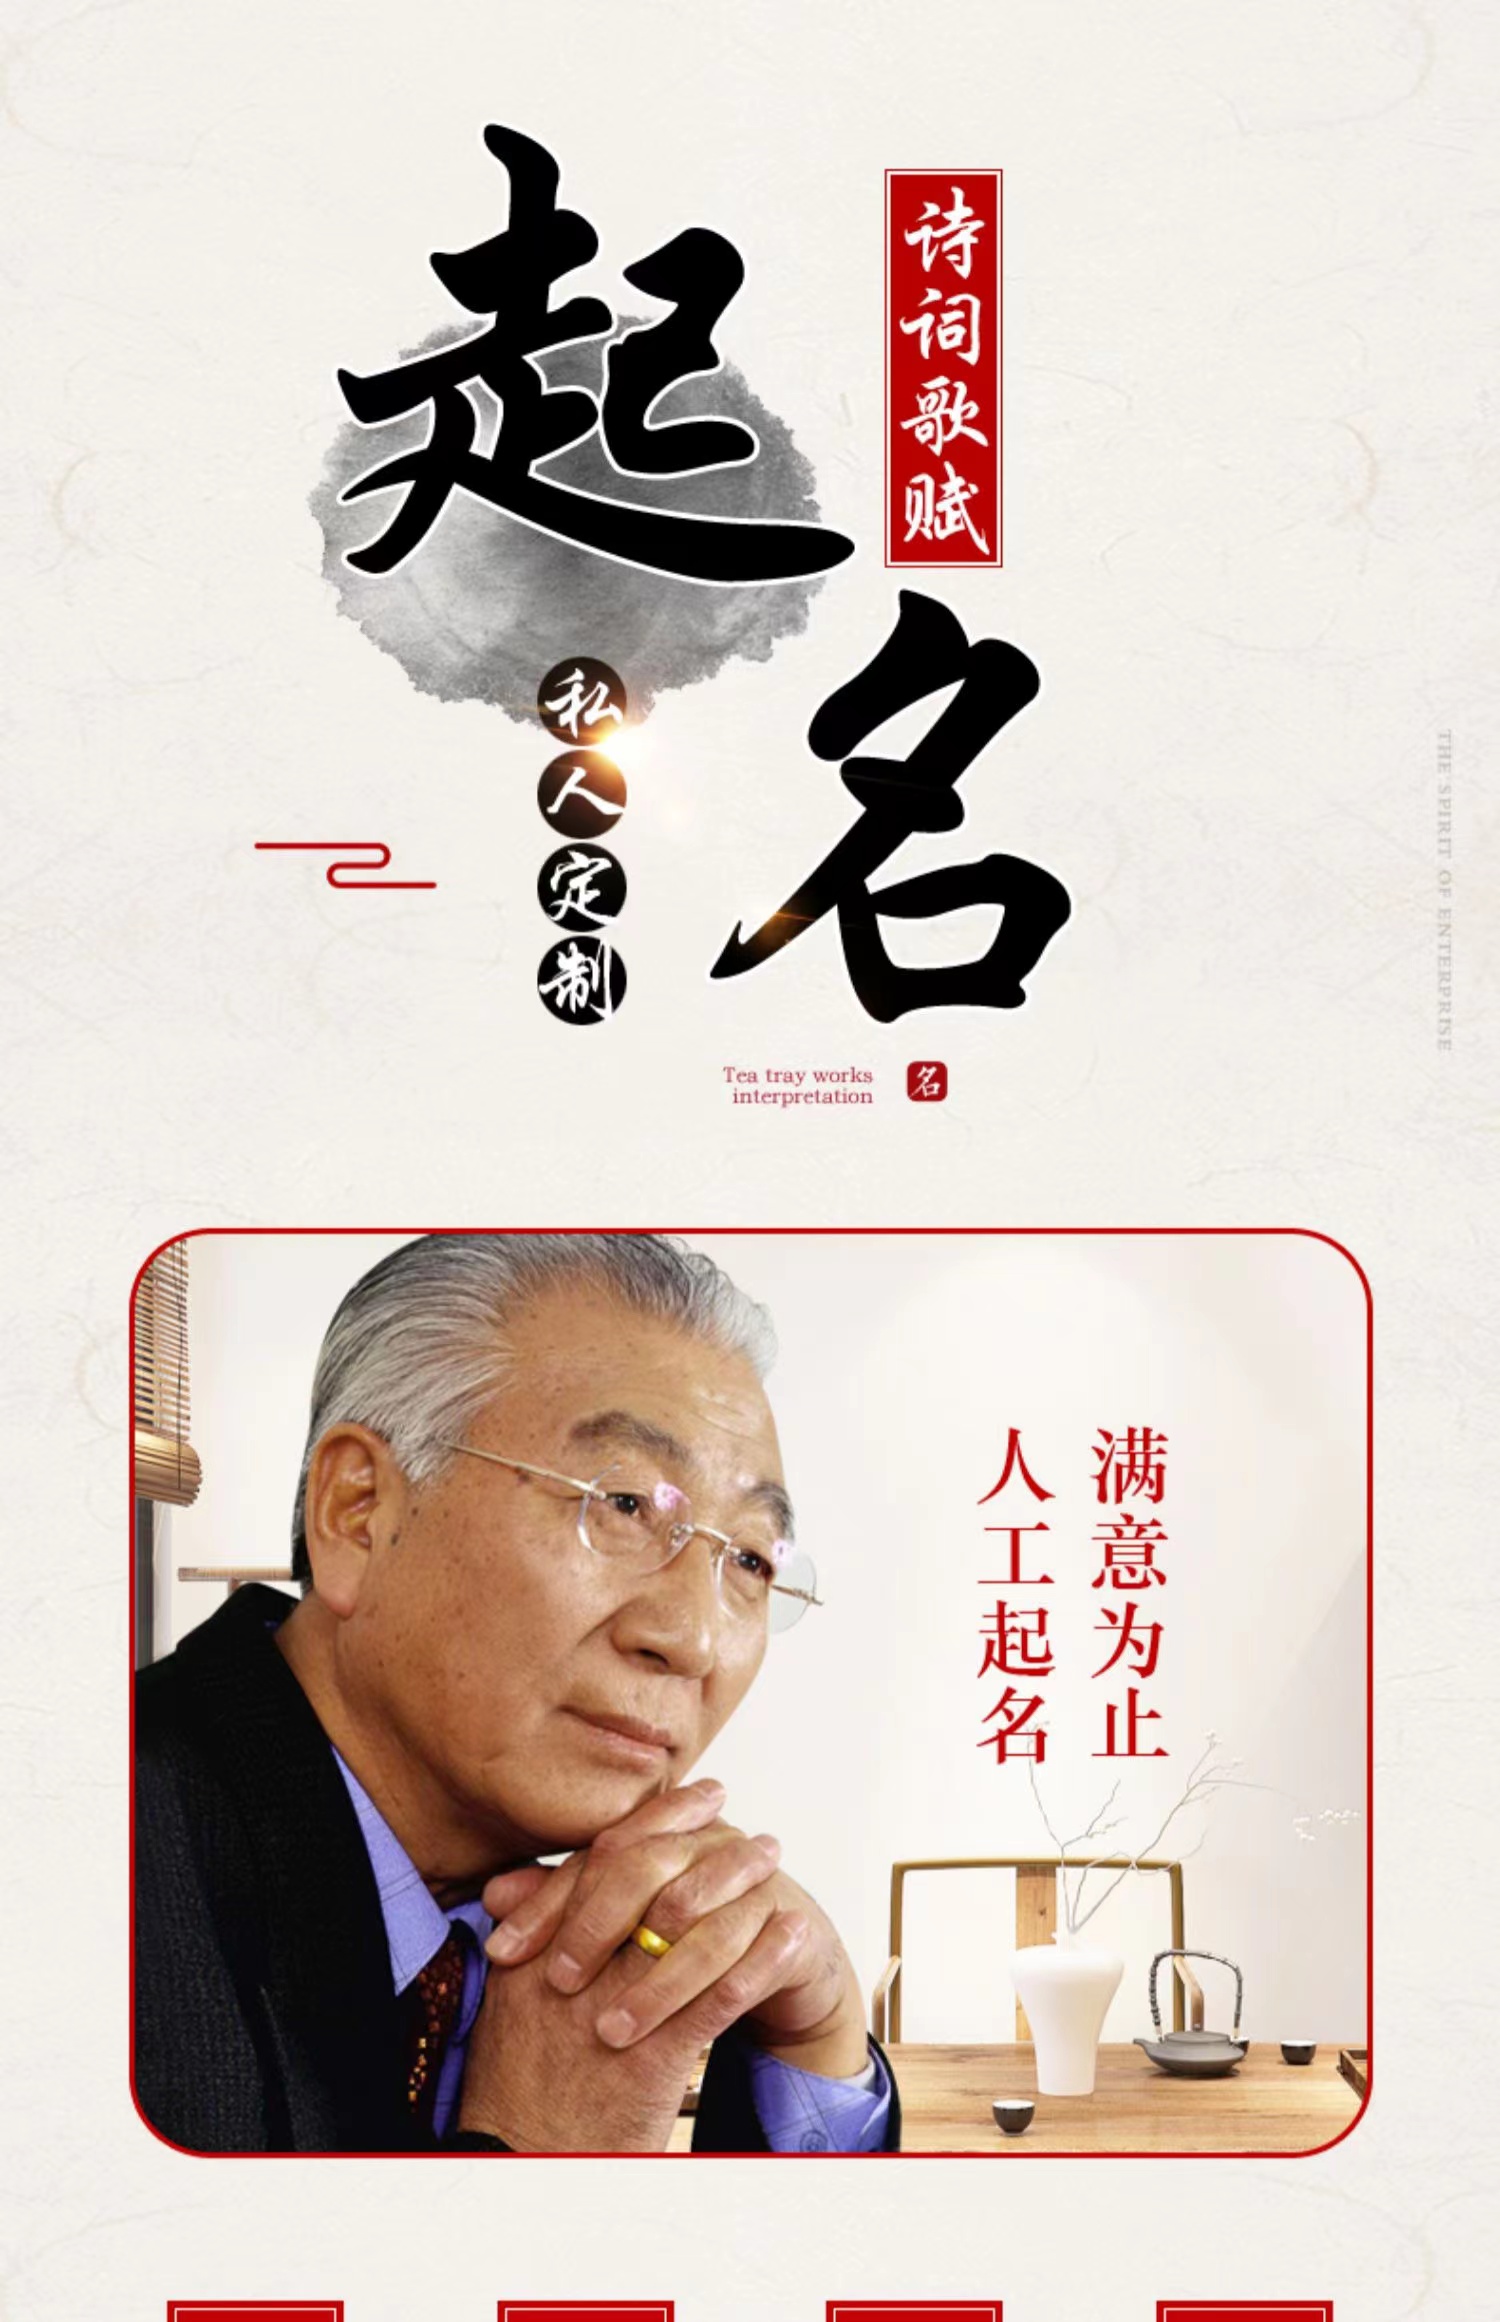 起名
诗词歌赋
私人定制
THE SPIRIT OF ENTERPRISE
Tea tray works
interpretation
名
满意为止
人工起名